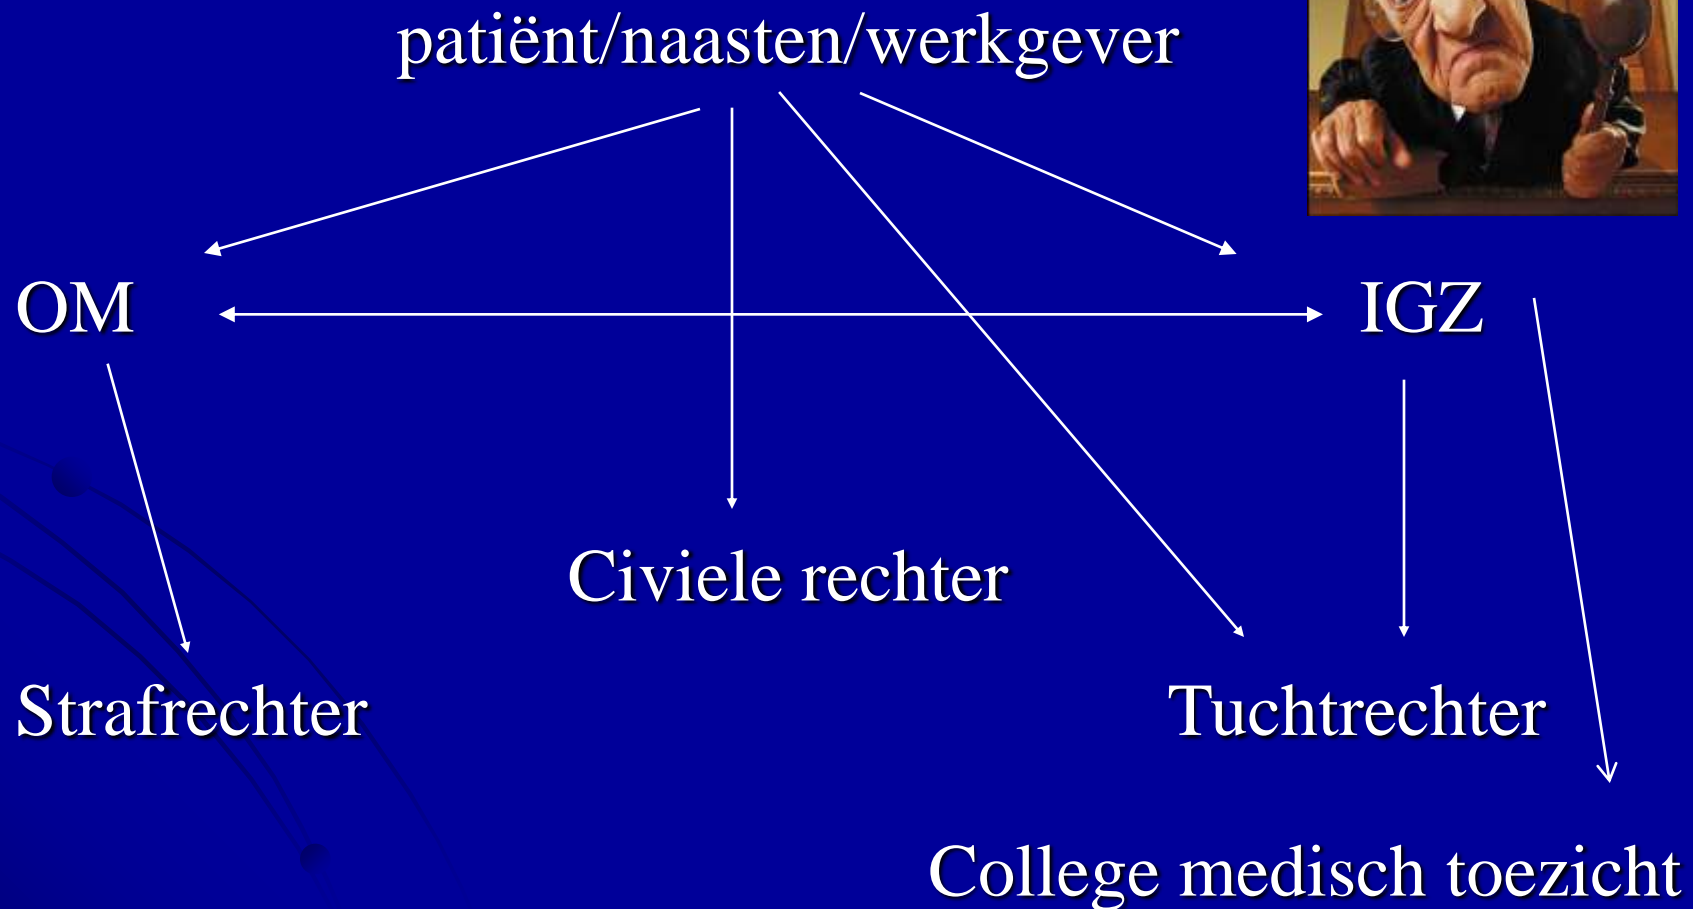 patiënt/naasten/werkgever
OM
IGZ
Civiele rechter
Strafrechter
Tuchtrechter
College medisch toezicht